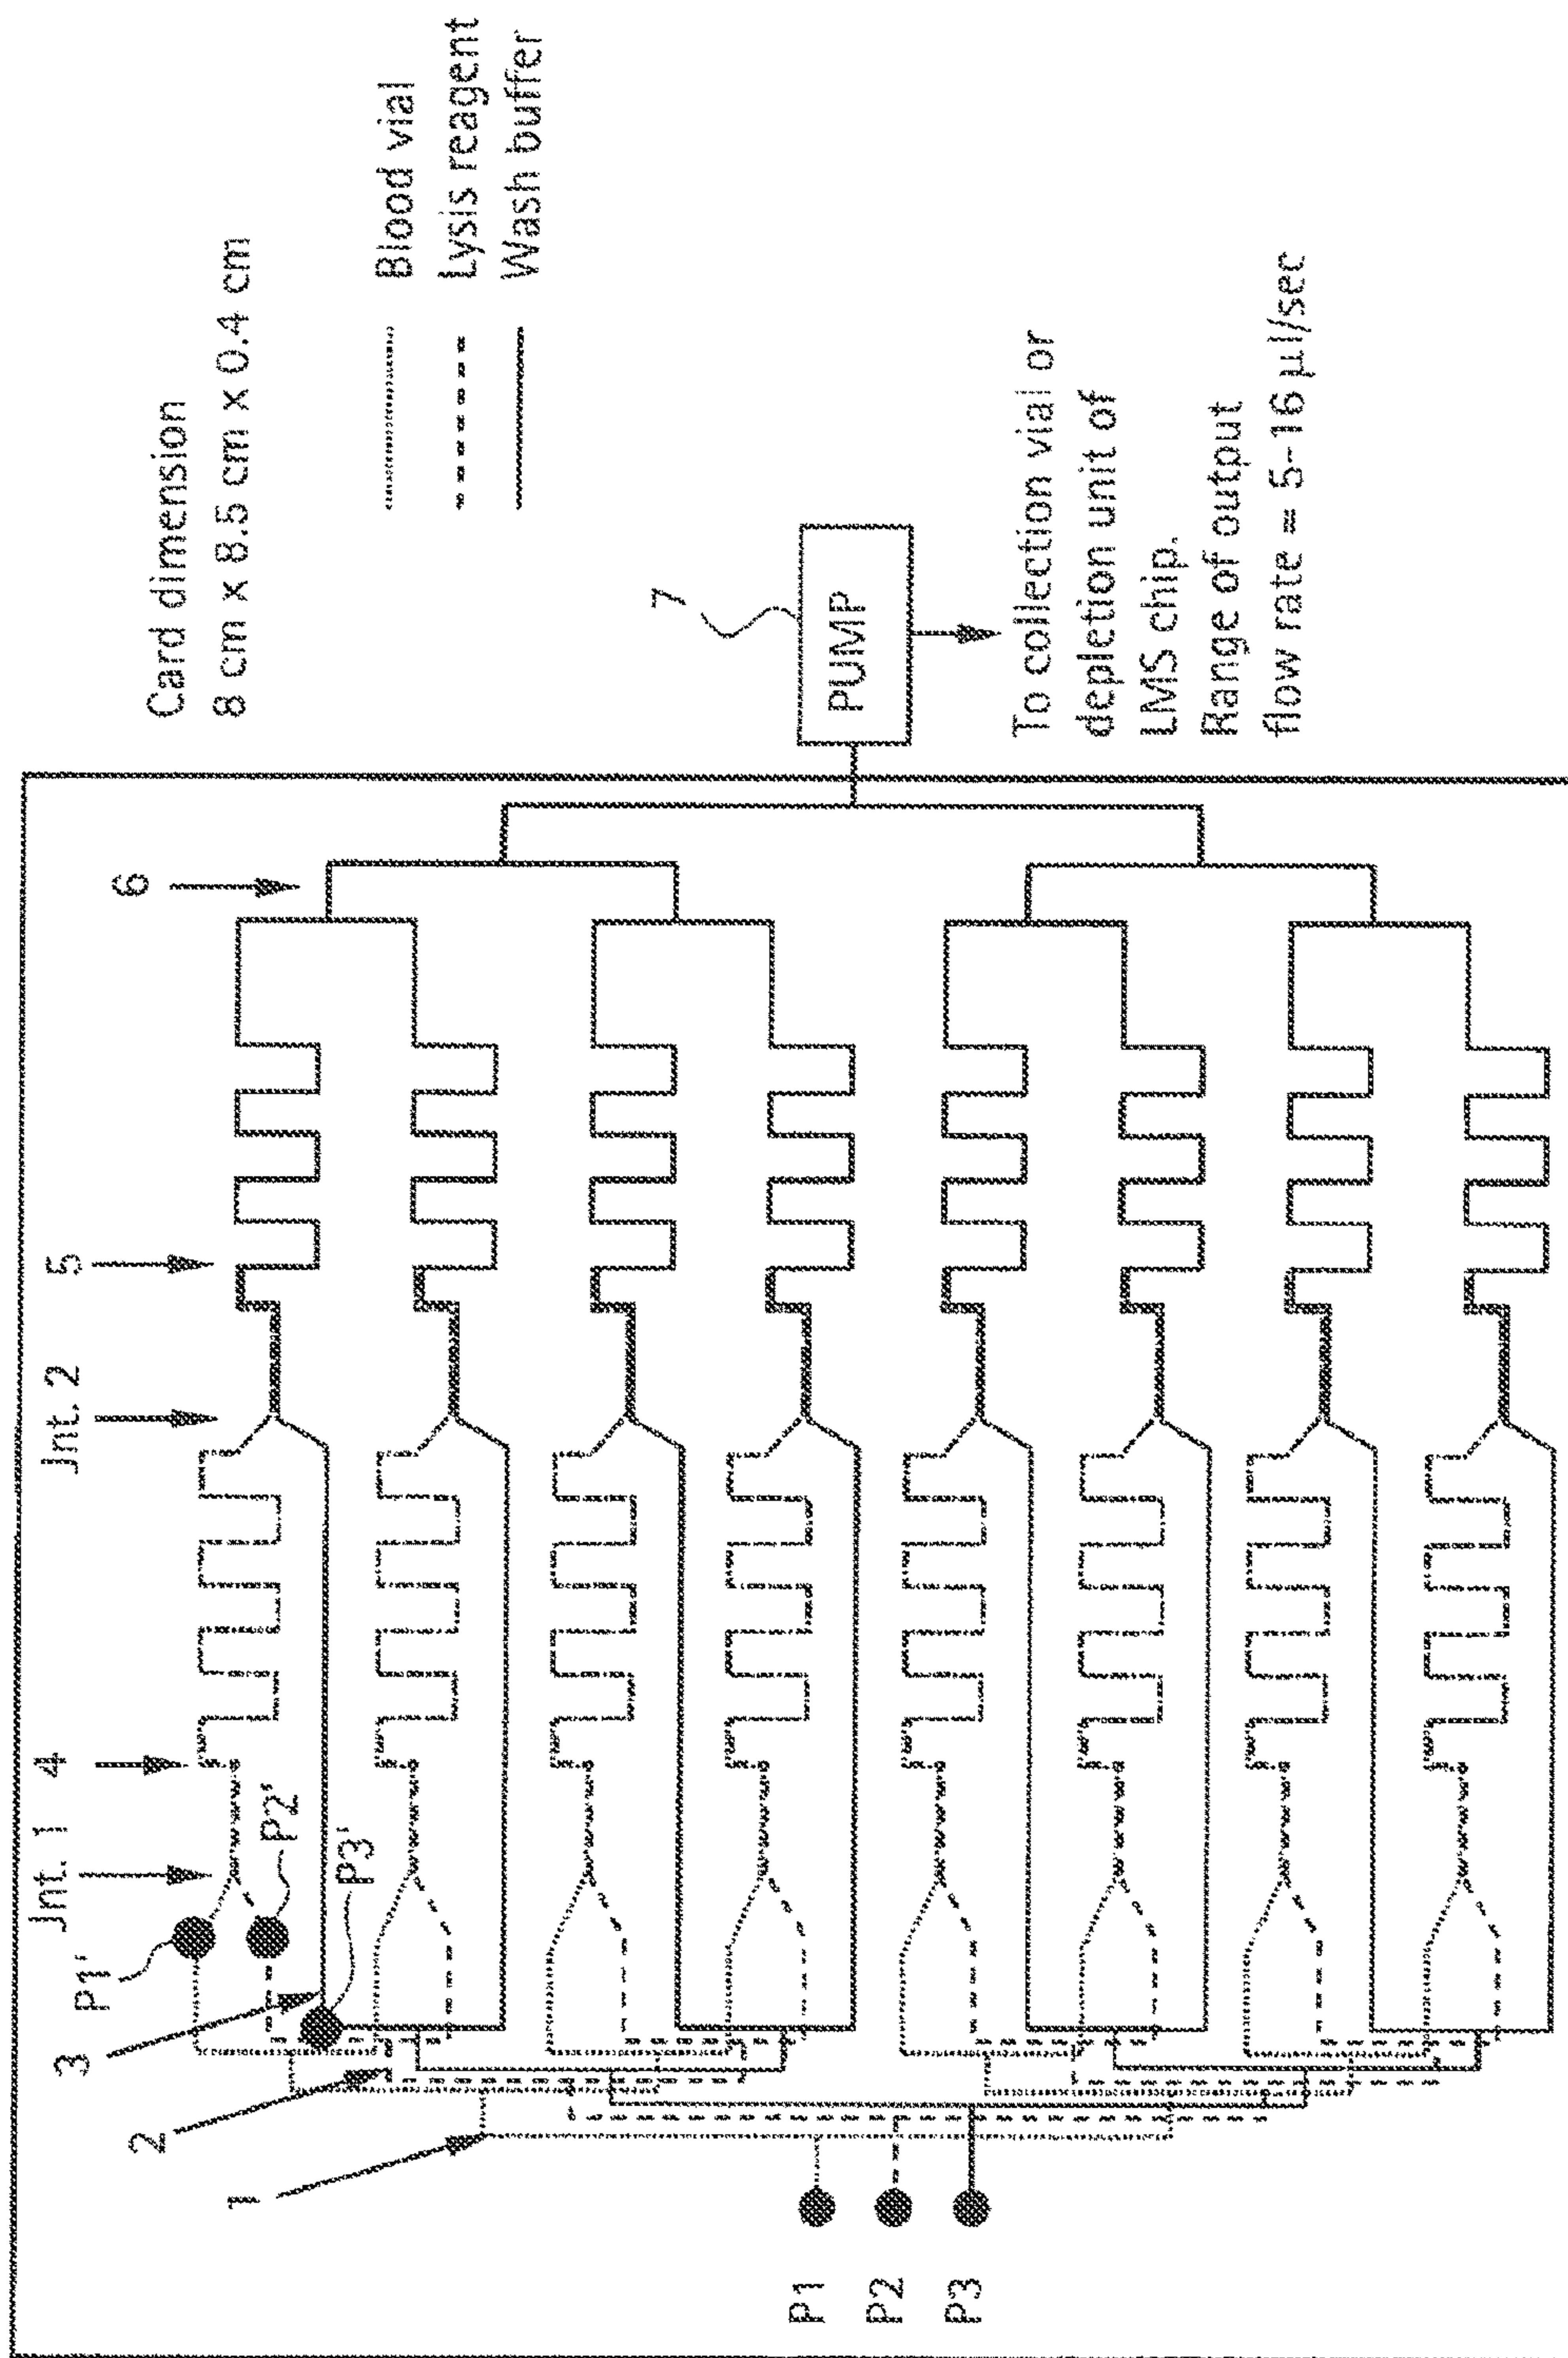 Card dimension
8 cm x 8.5 cm x 0.4 cm
Blood vial
Lysis reagent
Wash buffer
7
PUMP
To collection vial or
depletion unit of
LMS chip.
Range of output
flow rate = 5-16 µl/sec
6
5
Jnt. 2
4
Jnt. 1
P1'
P2'
P3'
3
2
1
P1
P2
P3